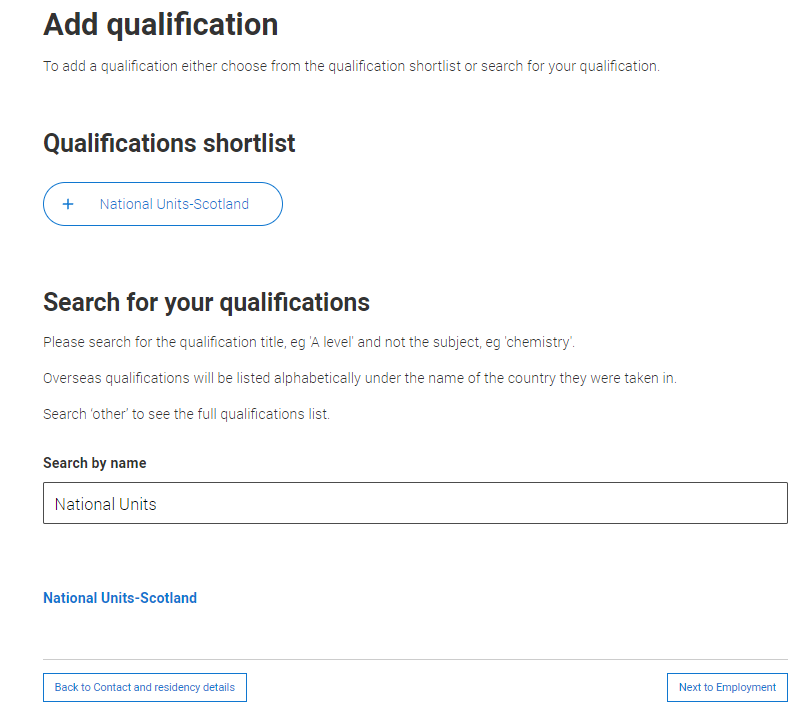 Add qualification
To add a qualification either choose from the qualification shortlist or search for your qualification.
Qualifications shortlist
+ National Units-Scotland
Search for your qualifications
Please search for the qualification title, eg 'A level' and not the subject, eg 'chemistry'.
Overseas qualifications will be listed alphabetically under the name of the country they were taken in.
Search ‘other’ to see the full qualifications list.
Search by name
National Units
National Units-Scotland
Back to Contact and residency details
Next to Employment